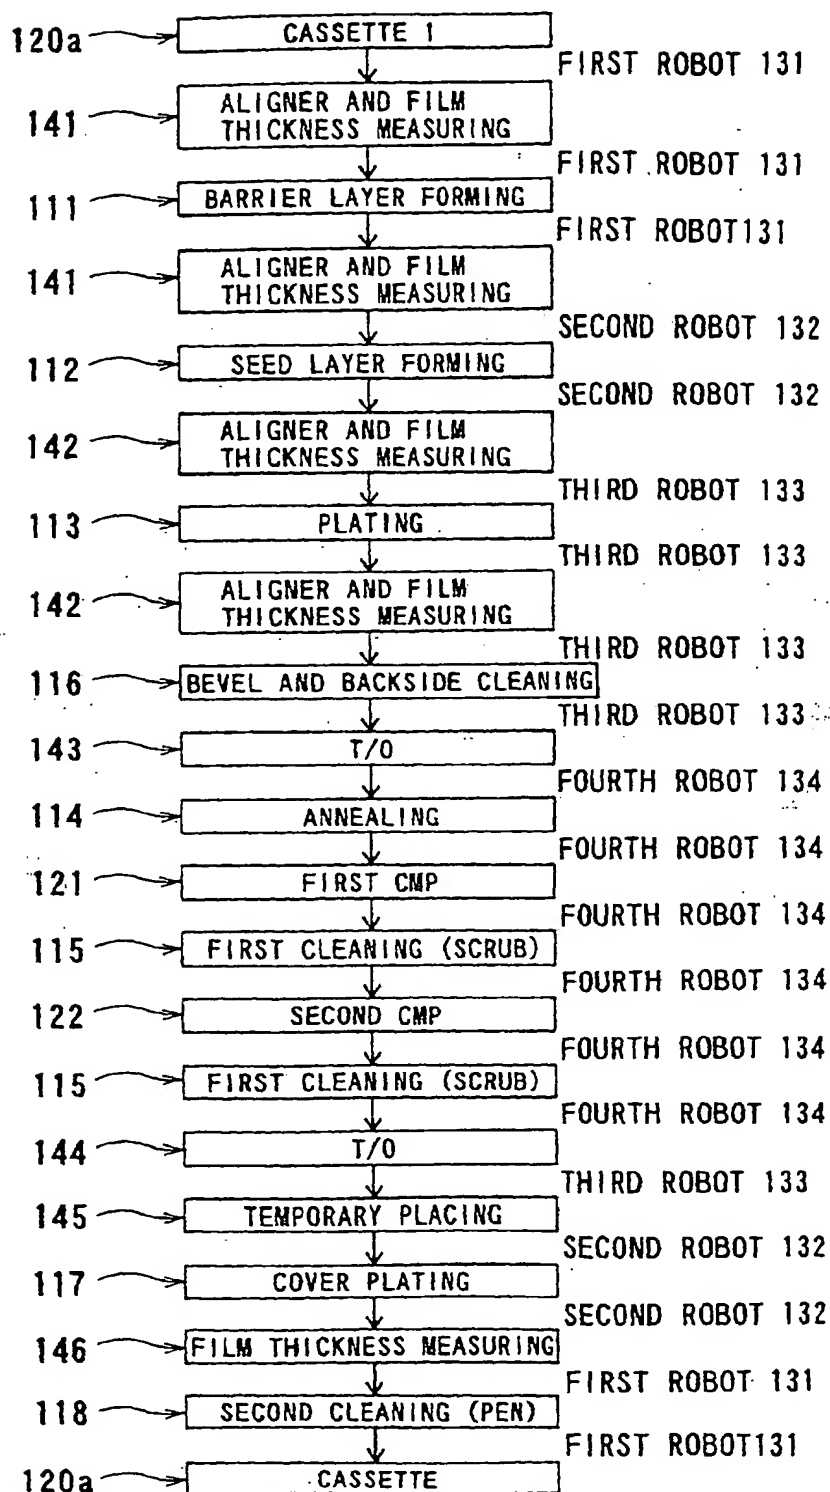 120a CASSETTE 1
FIRST ROBOT 131
141 ALIGNER AND FILM
THICKNESS MEASURING
FIRST ROBOT 131
111 BARRIER LAYER FORMING
FIRST ROBOT131
141 ALIGNER AND FILM
THICKNESS MEASURING
SECOND ROBOT 132
112 SEED LAYER FORMING
SECOND ROBOT 132
142 ALIGNER AND FILM
THICKNESS MEASURING
THIRD ROBOT 133
113 PLATING
THIRD ROBOT 133
142 ALIGNER AND FILM
THICKNESS MEASURING
THIRD ROBOT 133
116 BEVEL AND BACKSIDE CLEANING
THIRD ROBOT 133
143 T/O
FOURTH ROBOT 134
114 ANNEALING
FOURTH ROBOT 134
121 FIRST CMP
FOURTH ROBOT 134
115 FIRST CLEANING (SCRUB)
FOURTH ROBOT 134
122 SECOND CMP
FOURTH ROBOT 134
115 FIRST CLEANING (SCRUB)
FOURTH ROBOT 134
144 T/O
THIRD ROBOT 133
145 TEMPORARY PLACING
SECOND ROBOT 132
117 COVER PLATING
SECOND ROBOT 132
146 FILM THICKNESS MEASURING
FIRST ROBOT 131
118 SECOND CLEANING (PEN)
FIRST ROBOT131
120a CASSETTE